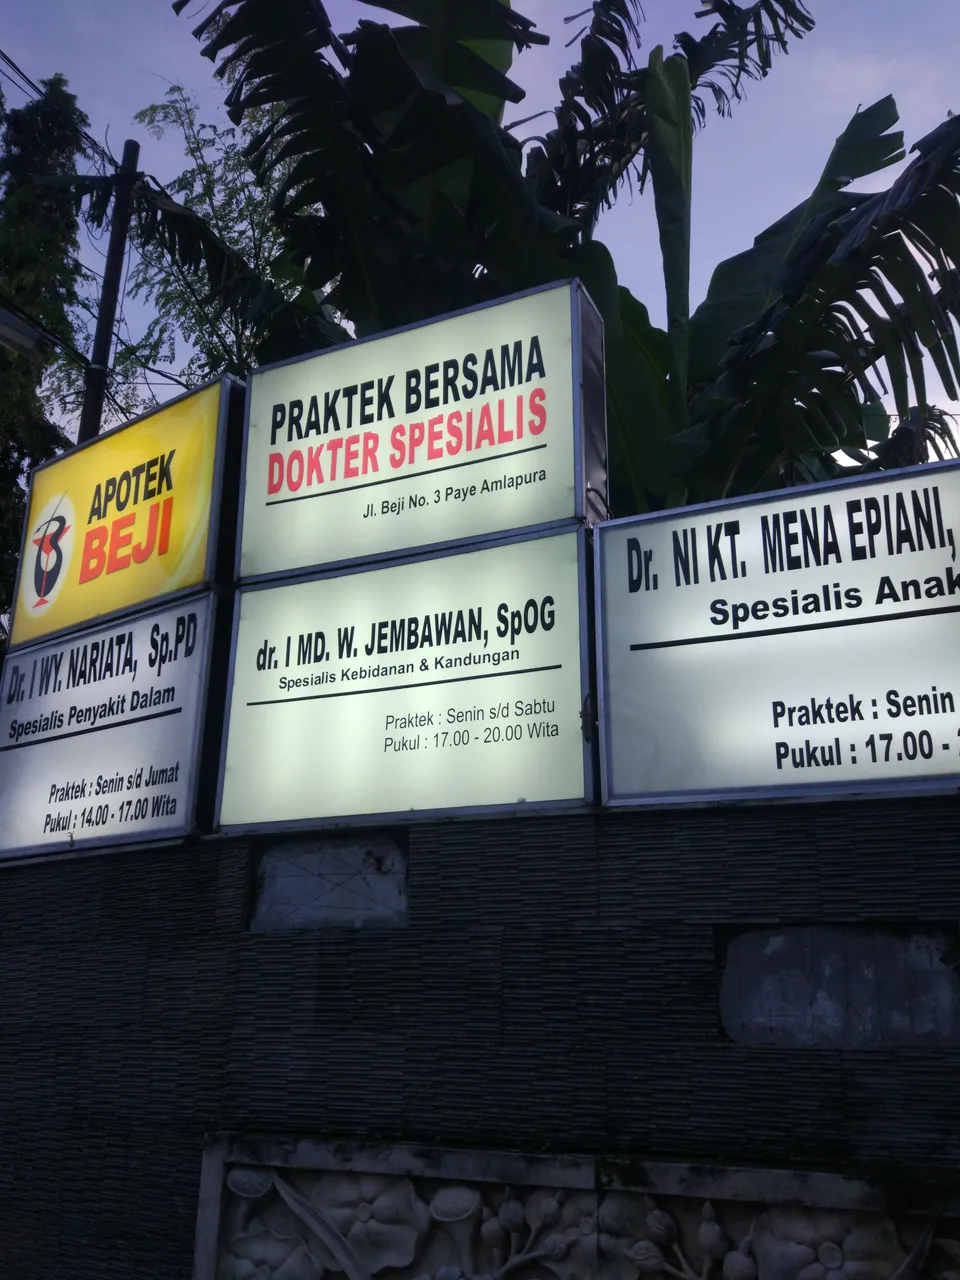 APOTEK
BEJI
Dr. I WY. NARIATA, Sp.PD
Spesialis Penyakit Dalam
Praktek : Senin s/d Jumat
Pukul : 14.00 - 17.00 Wita
PRAKTEK BERSAMA
DOKTER SPESIALIS
Jl. Beji No. 3 Paye Amlapura
dr. I MD. W. JEMBAWAN, SpOG
Spesialis Kebidanan & Kandungan
Praktek : Senin s/d Sabtu
Pukul : 17.00 - 20.00 Wita
Dr. NI KT. MENA EPIANI,
Spesialis Anak
Praktek : Senin
Pukul : 17.00 -